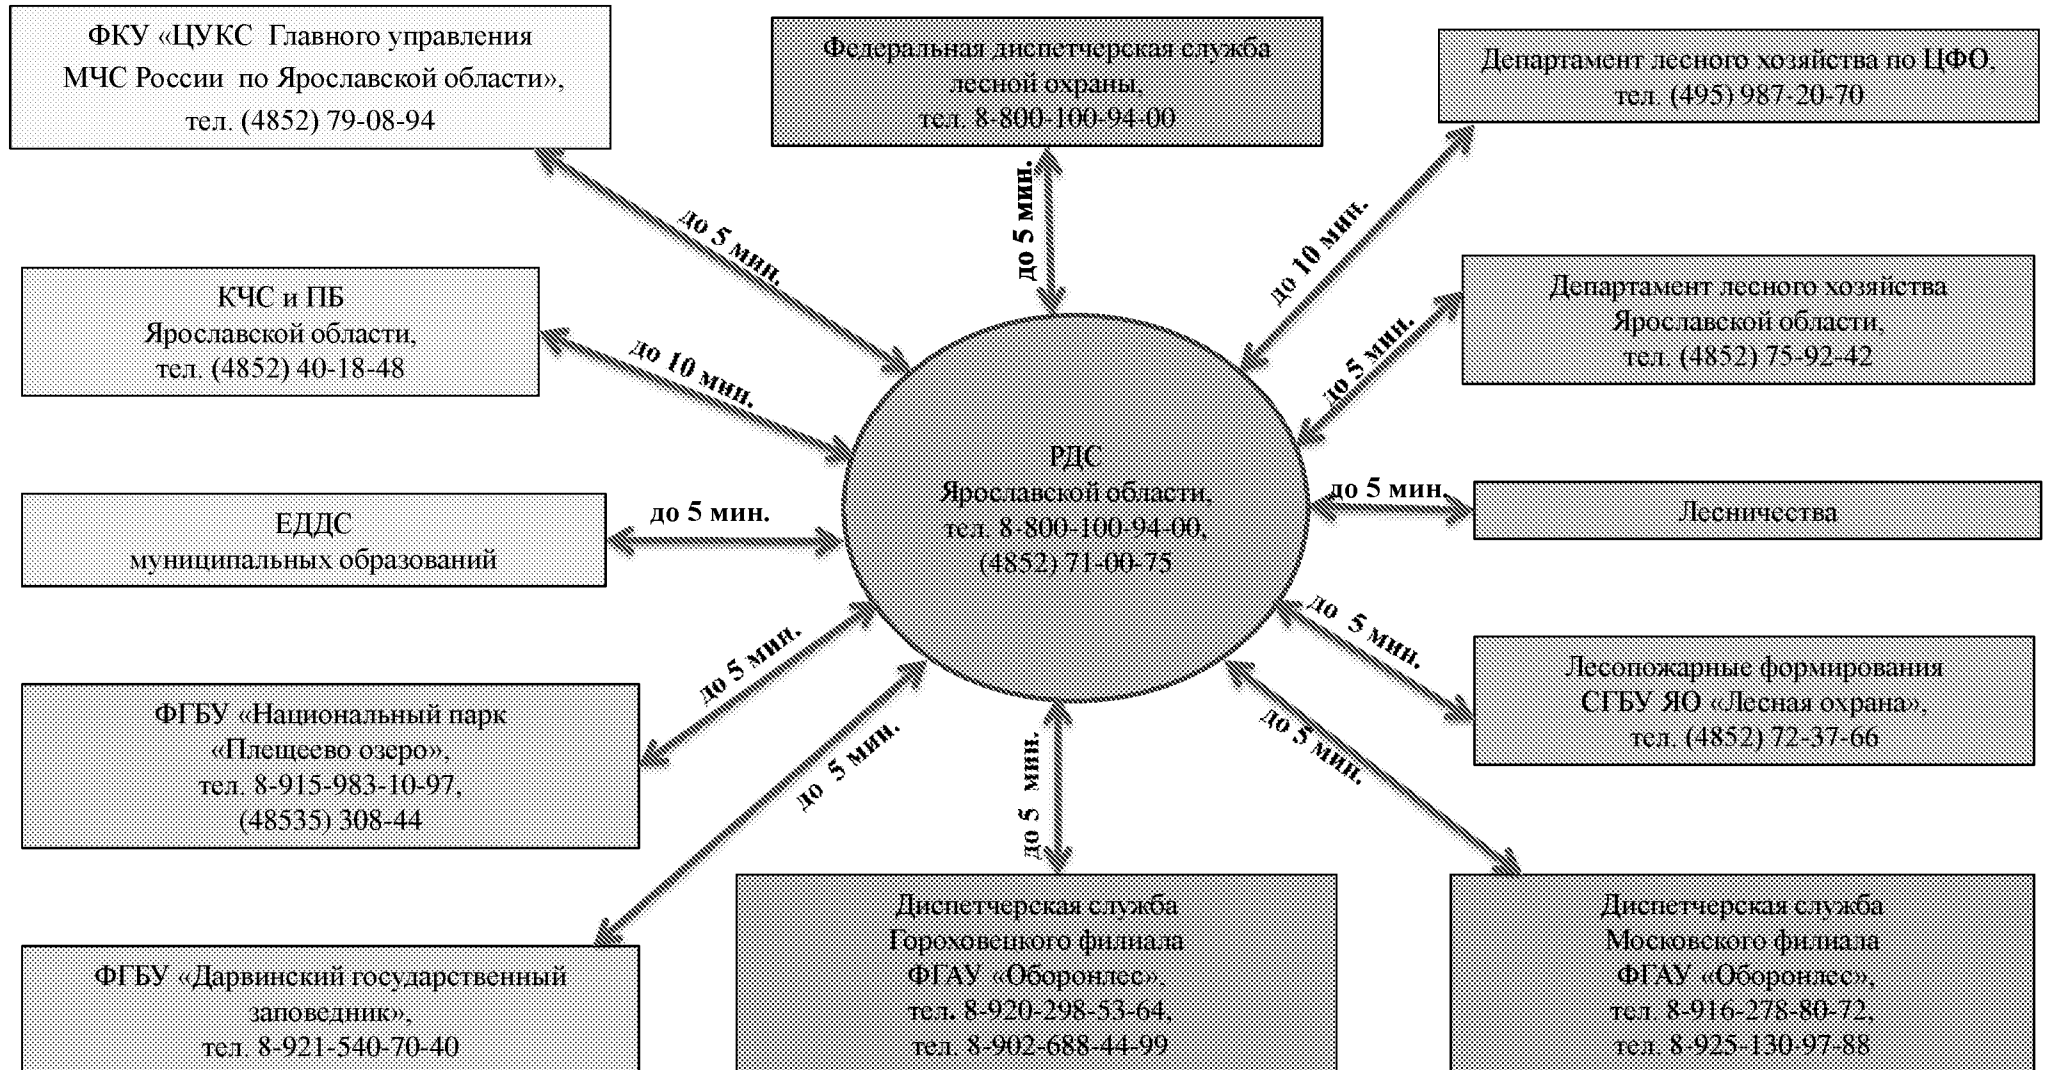 ФКУ «ЦУКС Главного управления
МЧС России по Ярославской области»,
тел. (4852) 79-08-94
Федеральная диспетчерская служба
лесной охраны,
тел. 8-800-100-94-00
Департамент лесного хозяйства по ЦФО,
тел. (495) 987-20-70
до 5 мин.
до 5 мин.
до 10 мин.
КЧС и ПБ
Ярославской области,
тел. (4852) 40-18-48
до 10 мин.
Департамент лесного хозяйства
Ярославской области,
тел. (4852) 75-92-42
до 5 мин.
РДС
Ярославской области,
тел. 8-800-100-94-00,
(4852) 71-00-75
ЕДДС
муниципальных образований
до 5 мин.
до 5 мин.
Лесничества
ФГБУ «Национальный парк
«Плещеево озеро»,
тел. 8-915-983-10-97,
(48535) 308-44
до 5 мин.
до 5 мин.
Лесопожарные формирования
СГБУ ЯО «Лесная охрана»,
тел. (4852) 72-37-66
до 5 мин.
до 5 мин.
до 5 мин.
ФГБУ «Дарвинский государственный
заповедник»,
тел. 8-921-540-70-40
Диспетчерская служба
Гороховецкого филиала
ФГАУ «Оборонлес»,
тел. 8-920-298-53-64,
тел. 8-902-688-44-99
Диспетчерская служба
Московского филиала
ФГАУ «Оборонлес»,
тел. 8-916-278-80-72,
тел. 8-925-130-97-88